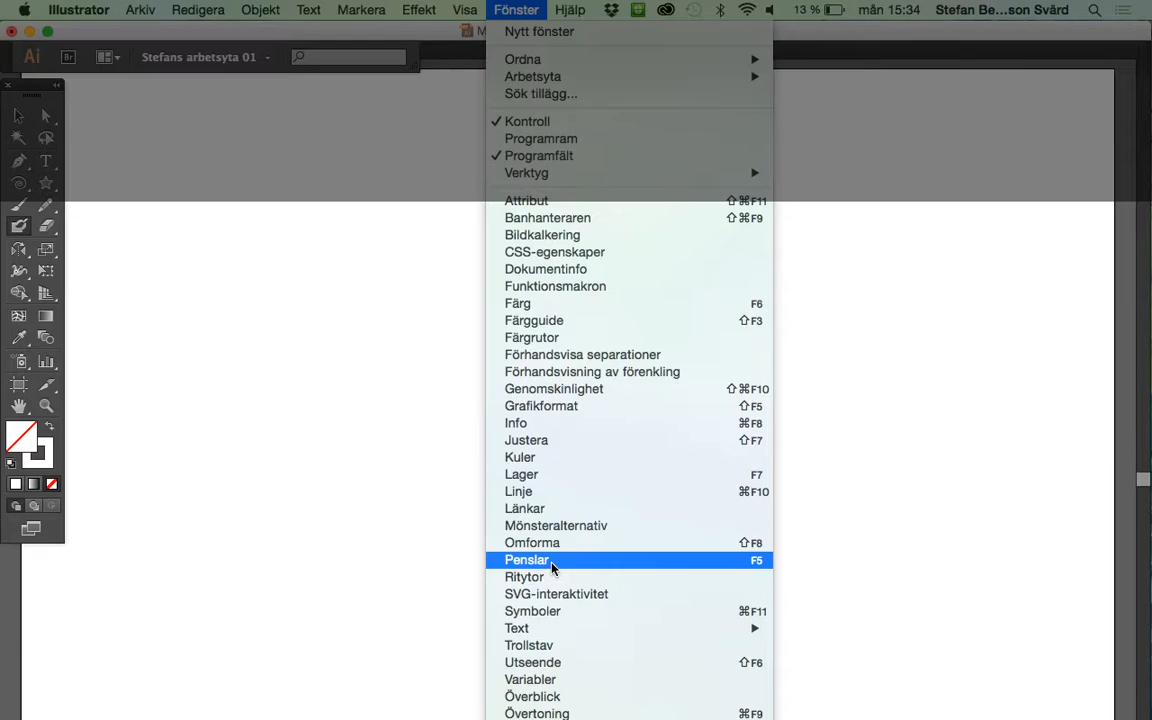 Illustrator Arkiv Redigera Objekt Text Markera Effekt Visa Fönster Hjälp 13 % mån 15:34 Stefan Be...son Svärd
Nytt fönster
Ai Br Stefans arbetsyta 01
Ordna
Arbetsyta
Sök tillägg...
Kontroll
Programram
Programfält
Verktyg
Attribut ⇧⌘F11
Banhanteraren ⇧⌘F9
Bildkalkering
CSS-egenskaper
Dokumentinfo
Funktionsmakron
Färg F6
Färgguide ⇧F3
Färgrutor
Förhandsvisa separationer
Förhandsvisning av förenkling
Genomskinlighet ⇧⌘F10
Grafikformat ⇧F5
Info ⌘F8
Justera ⇧F7
Kuler
Lager F7
Linje ⌘F10
Länkar
Mönsteralternativ
Omforma ⇧F8
Penslar F5
Ritytor
SVG-interaktivitet
Symboler ⌘F11
Text
Trollstav
Utseende ⇧F6
Variabler
Överblick
Övertoning ⌘F9